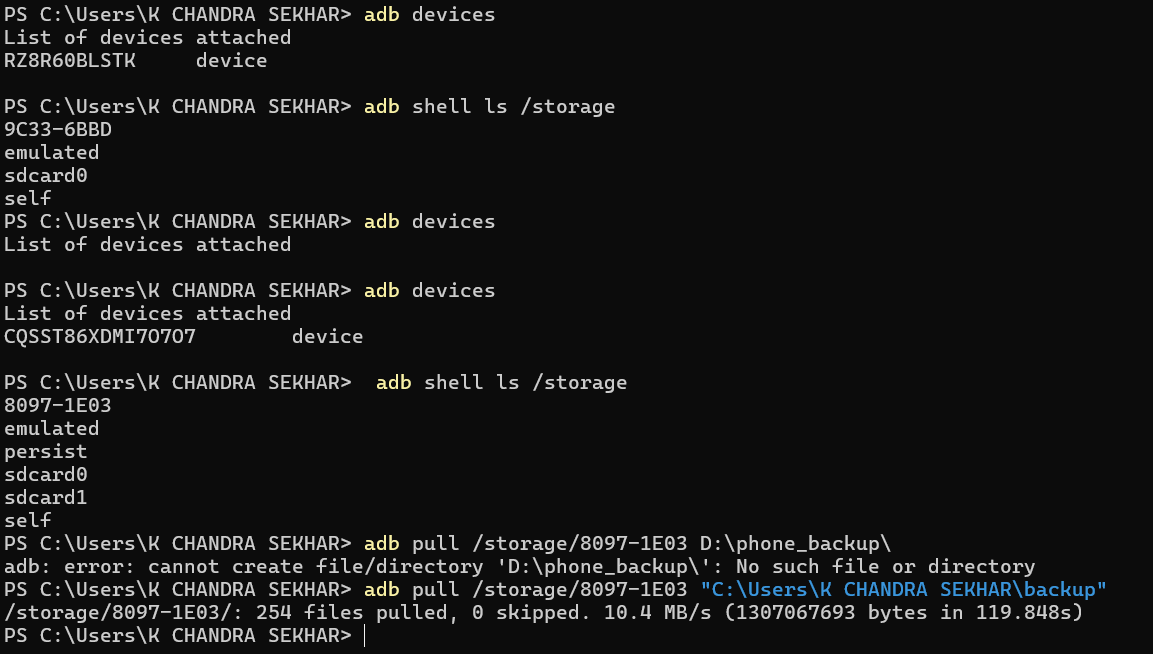 PS C:\Users\K CHANDRA SEKHAR> adb devices
List of devices attached
RZ8R60BLSTK     device
PS C:\Users\K CHANDRA SEKHAR> adb shell ls /storage
9C33-6BBD
emulated
sdcard0
self
PS C:\Users\K CHANDRA SEKHAR> adb devices
List of devices attached
PS C:\Users\K CHANDRA SEKHAR> adb devices
List of devices attached
CQSST86XDMI7O7O7        device
PS C:\Users\K CHANDRA SEKHAR>  adb shell ls /storage
8097-1E03
emulated
persist
sdcard0
sdcard1
self
PS C:\Users\K CHANDRA SEKHAR> adb pull /storage/8097-1E03 D:\phone_backup\
adb: error: cannot create file/directory 'D:\phone_backup\': No such file or directory
PS C:\Users\K CHANDRA SEKHAR> adb pull /storage/8097-1E03 "C:\Users\K CHANDRA SEKHAR\backup"
/storage/8097-1E03/: 254 files pulled, 0 skipped. 10.4 MB/s (1307067693 bytes in 119.848s)
PS C:\Users\K CHANDRA SEKHAR>